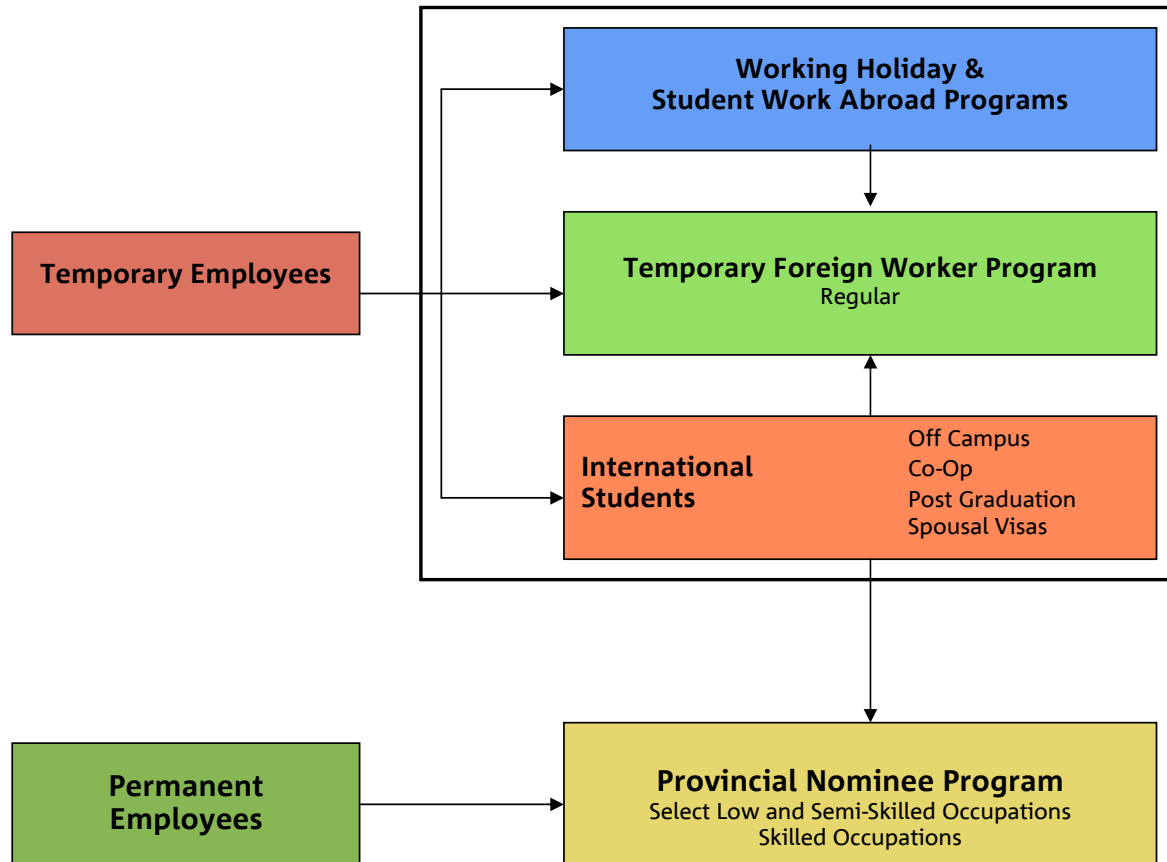 Working Holiday &
Student Work Abroad Programs
Temporary Employees
Temporary Foreign Worker Program
Regular
International
Students
Off Campus
Co-Op
Post Graduation
Spousal Visas
Permanent
Employees
Provincial Nominee Program
Select Low and Semi-Skilled Occupations
Skilled Occupations